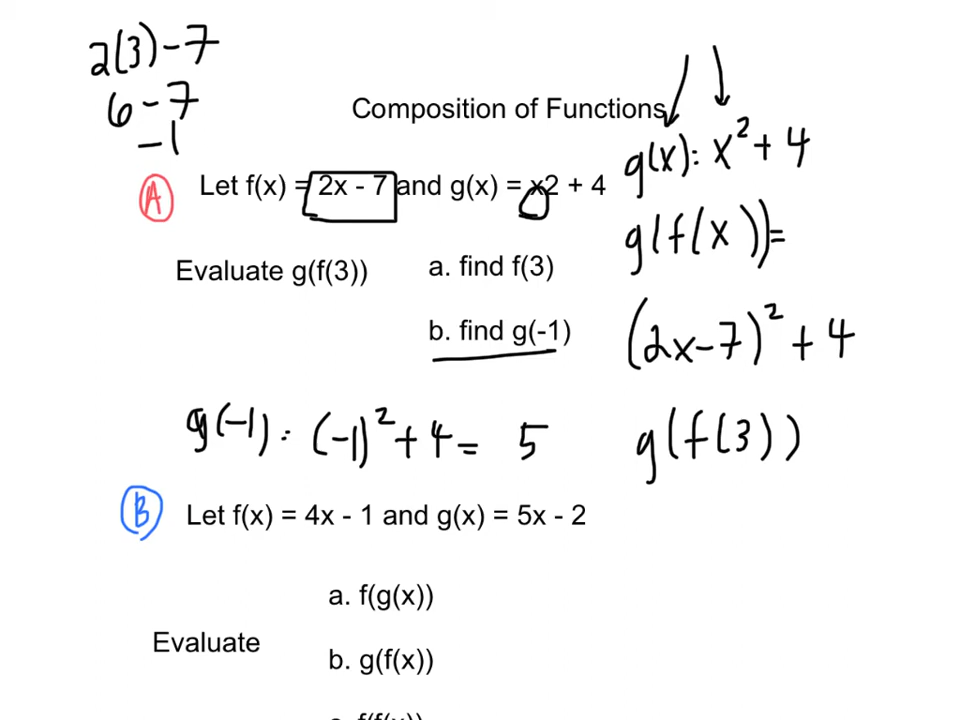 2(3)-7
6-7
-1
Composition of Functions
g(x): x² + 4
A Let f(x) = 2x - 7 and g(x) = x2 + 4
g(f(x)) =
Evaluate g(f(3)) a. find f(3)
b. find g(-1) (2x-7)² + 4
g(-1): (-1)² + 4 = 5 g(f(3))
B Let f(x) = 4x - 1 and g(x) = 5x - 2
a. f(g(x))
Evaluate
b. g(f(x))